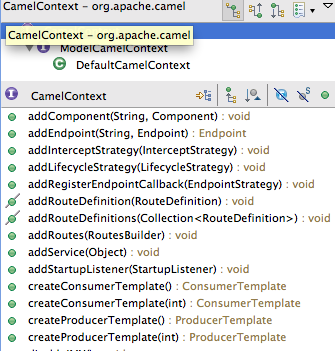 CamelContext - org.apache.camel
CamelContext - org.apache.camel
ModelCamelContext
DefaultCamelContext
CamelContext
addComponent(String, Component) : void
addEndpoint(String, Endpoint) : Endpoint
addInterceptStrategy(InterceptStrategy) : void
addLifecycleStrategy(LifecycleStrategy) : void
addRegisterEndpointCallback(EndpointStrategy) : void
addRouteDefinition(RouteDefinition) : void
addRouteDefinitions(Collection<RouteDefinition>) : void
addRoutes(RoutesBuilder) : void
addService(Object) : void
addStartupListener(StartupListener) : void
createConsumerTemplate() : ConsumerTemplate
createConsumerTemplate(int) : ConsumerTemplate
createProducerTemplate() : ProducerTemplate
createProducerTemplate(int) : ProducerTemplate